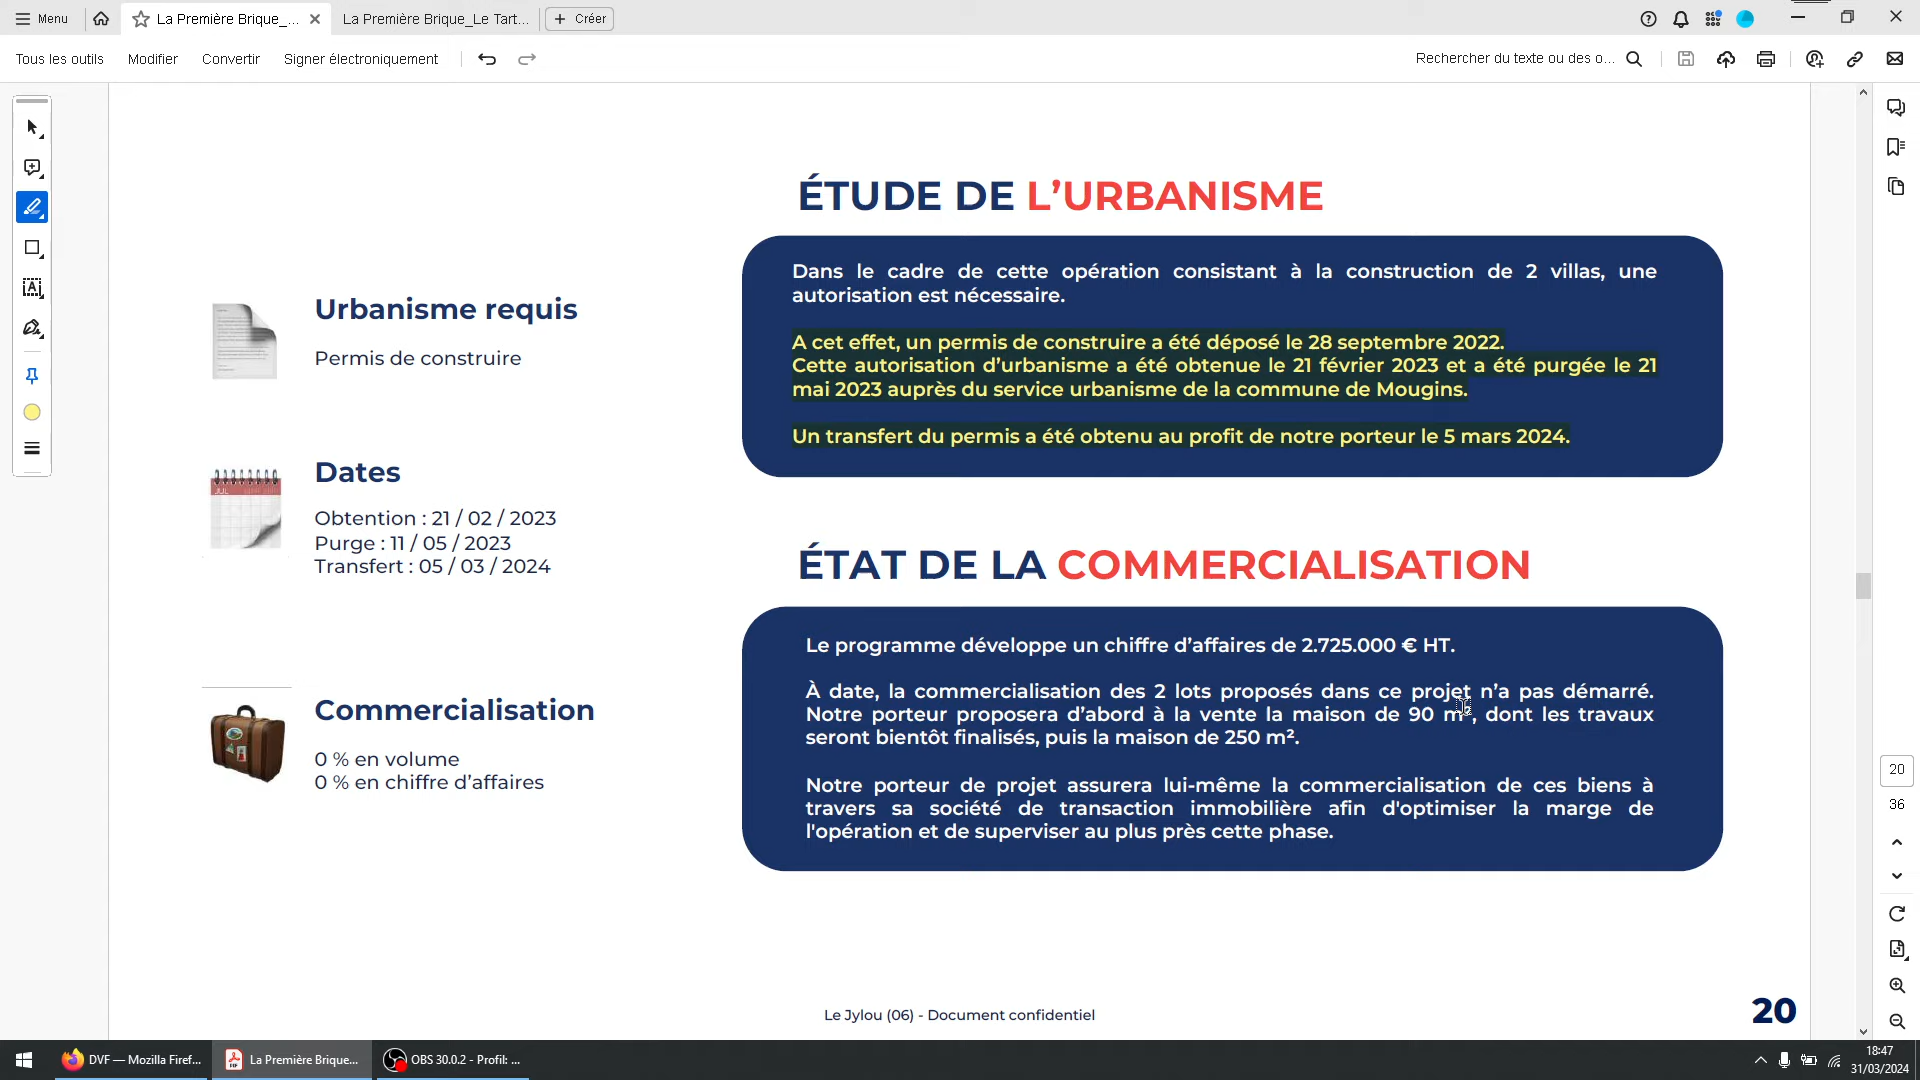 Menu
La Première Brique_...
La Première Brique_Le Tart...
Créer
Tous les outils
Modifier
Convertir
Signer électroniquement
Rechercher du texte ou des o...
ÉTUDE DE L’URBANISME
Dans le cadre de cette opération consistant à la construction de 2 villas, une
autorisation est nécessaire.
A cet effet, un permis de construire a été déposé le 28 septembre 2022.
Cette autorisation d’urbanisme a été obtenue le 21 février 2023 et a été purgée le 21
mai 2023 auprès du service urbanisme de la commune de Mougins.
Un transfert du permis a été obtenu au profit de notre porteur le 5 mars 2024.
Urbanisme requis
Permis de construire
JUL
Dates
Obtention : 21 / 02 / 2023
Purge : 11 / 05 / 2023
Transfert : 05 / 03 / 2024
Commercialisation
0 % en volume
0 % en chiffre d’affaires
ÉTAT DE LA COMMERCIALISATION
Le programme développe un chiffre d’affaires de 2.725.000 € HT.
À date, la commercialisation des 2 lots proposés dans ce projet n’a pas démarré.
Notre porteur proposera d’abord à la vente la maison de 90 m², dont les travaux
seront bientôt finalisés, puis la maison de 250 m².
Notre porteur de projet assurera lui-même la commercialisation de ces biens à
travers sa société de transaction immobilière afin d'optimiser la marge de
l'opération et de superviser au plus près cette phase.
Le Jylou (06) - Document confidentiel
20
20
36
DVF — Mozilla Firef...
La Première Brique...
OBS 30.0.2 - Profil: ...
18:47
31/03/2024